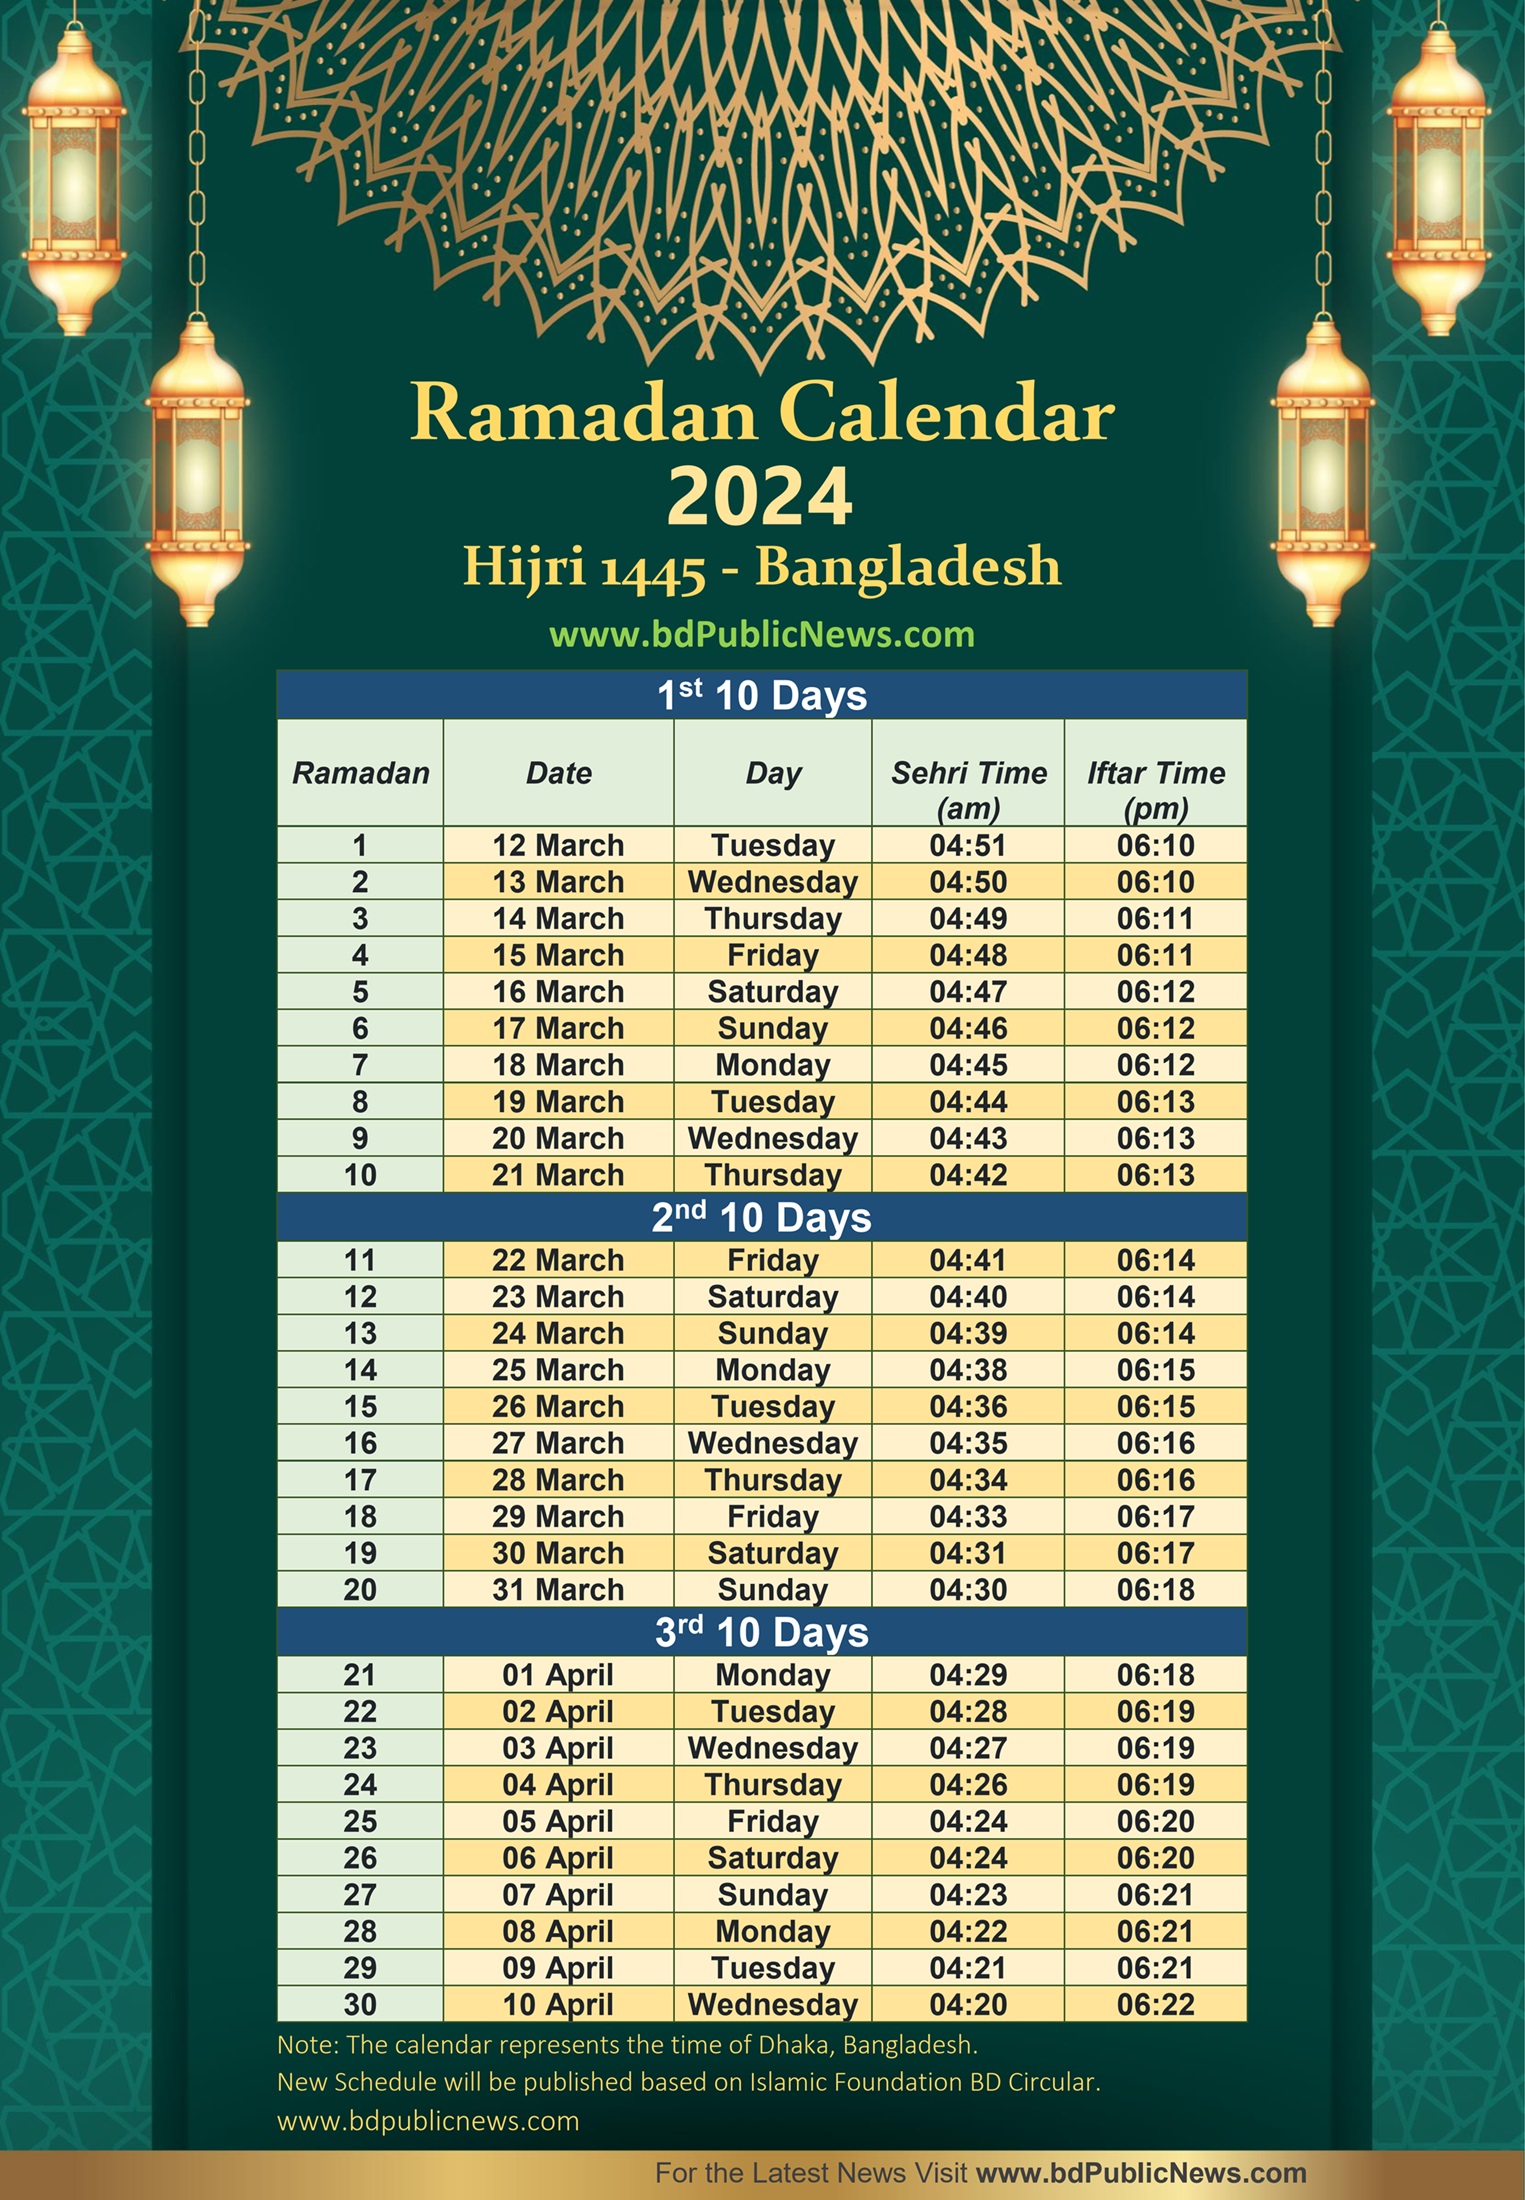 Ramadan Calendar
2024
Hijri 1445 - Bangladesh
www.bdPublicNews.com
1st 10 Days
Ramadan Date Day Sehri Time (am) Iftar Time (pm)
1 12 March Tuesday 04:51 06:10
2 13 March Wednesday 04:50 06:10
3 14 March Thursday 04:49 06:11
4 15 March Friday 04:48 06:11
5 16 March Saturday 04:47 06:12
6 17 March Sunday 04:46 06:12
7 18 March Monday 04:45 06:12
8 19 March Tuesday 04:44 06:13
9 20 March Wednesday 04:43 06:13
10 21 March Thursday 04:42 06:13
2nd 10 Days
11 22 March Friday 04:41 06:14
12 23 March Saturday 04:40 06:14
13 24 March Sunday 04:39 06:14
14 25 March Monday 04:38 06:15
15 26 March Tuesday 04:36 06:15
16 27 March Wednesday 04:35 06:16
17 28 March Thursday 04:34 06:16
18 29 March Friday 04:33 06:17
19 30 March Saturday 04:31 06:17
20 31 March Sunday 04:30 06:18
3rd 10 Days
21 01 April Monday 04:29 06:18
22 02 April Tuesday 04:28 06:19
23 03 April Wednesday 04:27 06:19
24 04 April Thursday 04:26 06:19
25 05 April Friday 04:24 06:20
26 06 April Saturday 04:24 06:20
27 07 April Sunday 04:23 06:21
28 08 April Monday 04:22 06:21
29 09 April Tuesday 04:21 06:21
30 10 April Wednesday 04:20 06:22
Note: The calendar represents the time of Dhaka, Bangladesh.
New Schedule will be published based on Islamic Foundation BD Circular.
www.bdpublicnews.com
For the Latest News Visit www.bdPublicNews.com